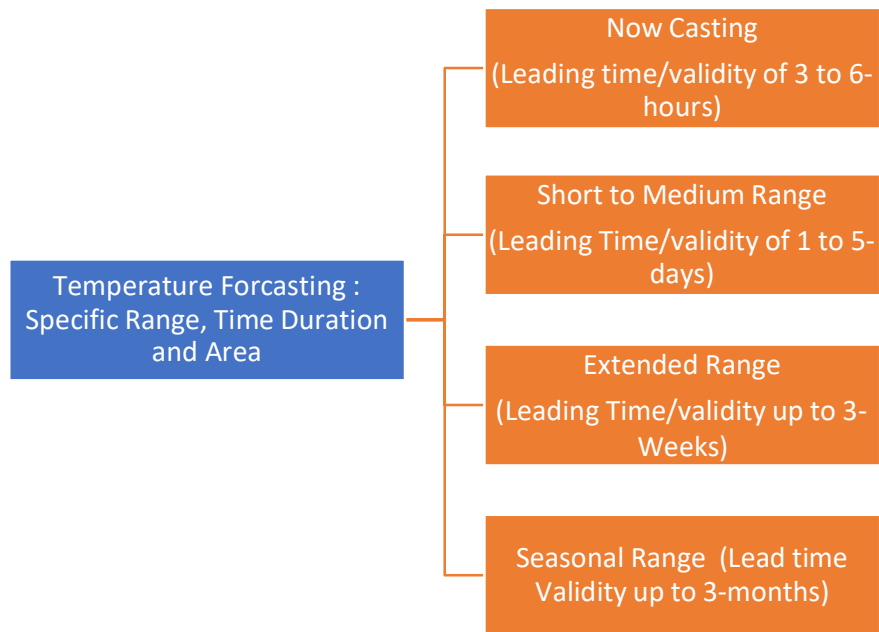 Now Casting
(Leading time/validity of 3 to 6-
hours)
Short to Medium Range
(Leading Time/validity of 1 to 5-
days)
Temperature Forcasting :
Specific Range, Time Duration
and Area
Extended Range
(Leading Time/validity up to 3-
Weeks)
Seasonal Range  (Lead time
Validity up to 3-months)